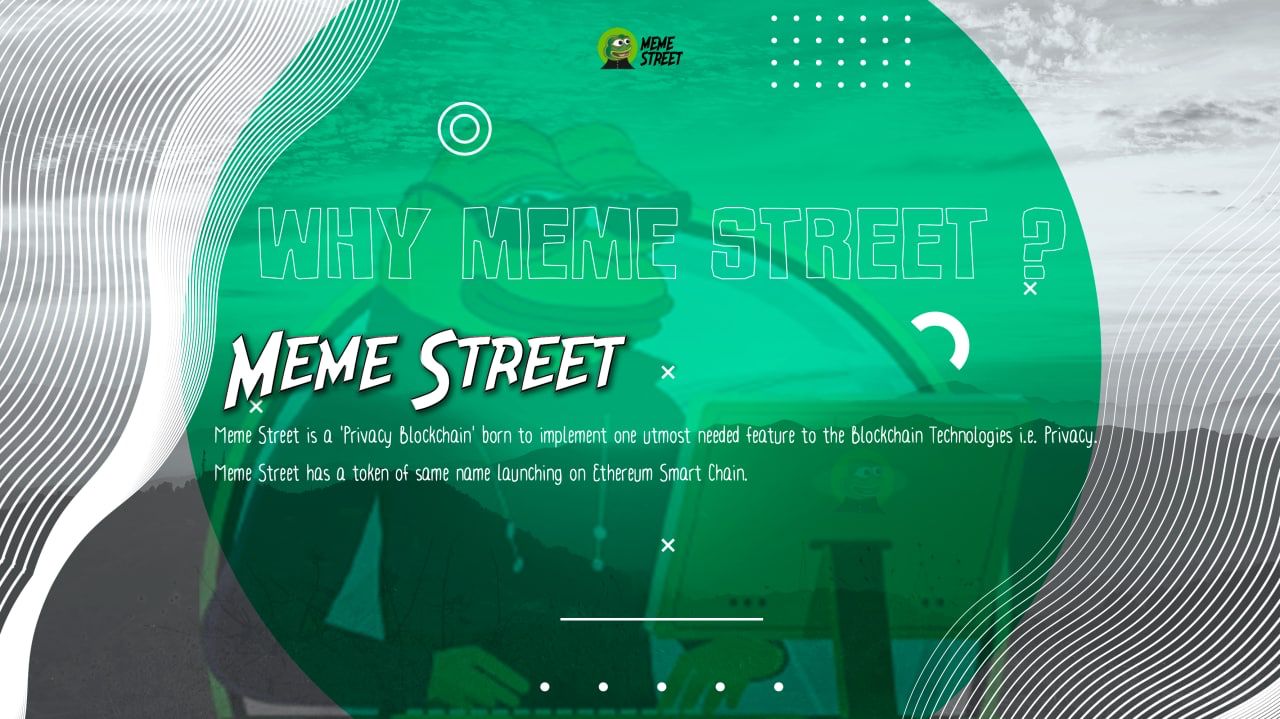 MEME
STREET
WHY MEME STREET ?
MEME STREET
Meme Street is a 'Privacy Blockchain' born to implement one utmost needed feature to the Blockchain Technologies i.e. Privacy.
Meme Street has a token of same name launching on Ethereum Smart Chain.